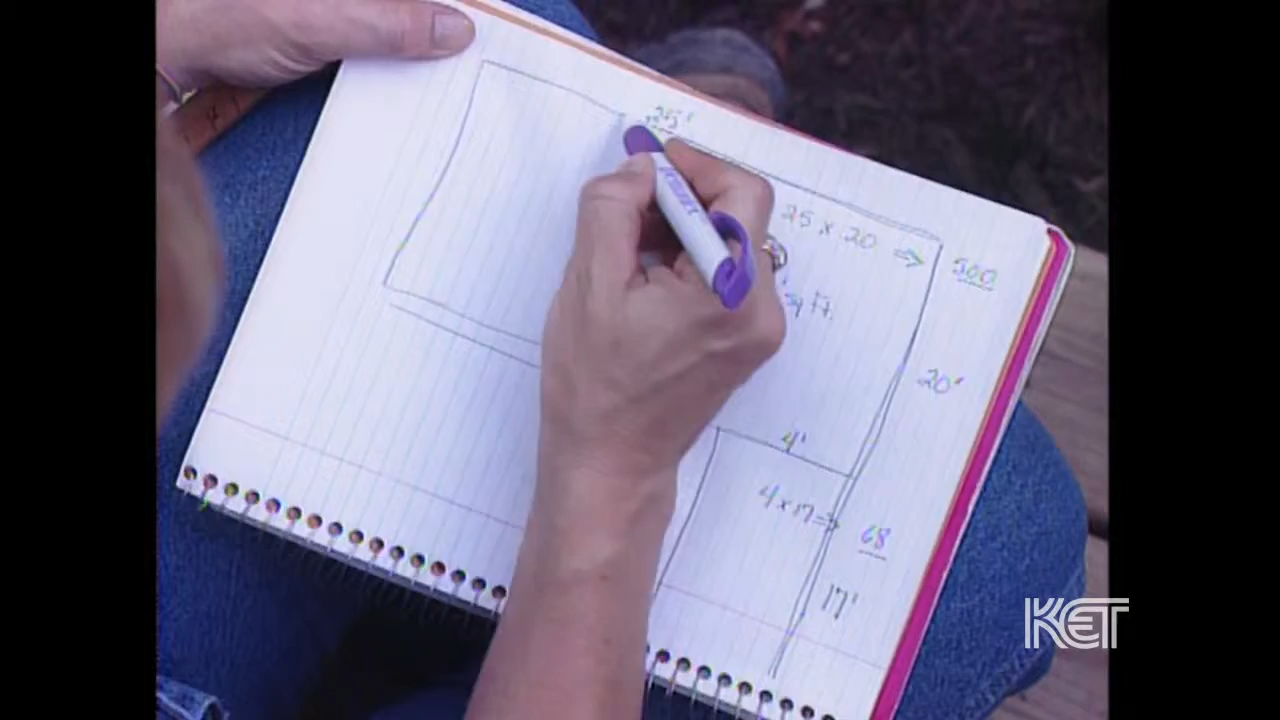 25'
25 x 20 ⇒ 500
sq ft.
20'
4'
4 x 17 ⇒ 68
17'
KET